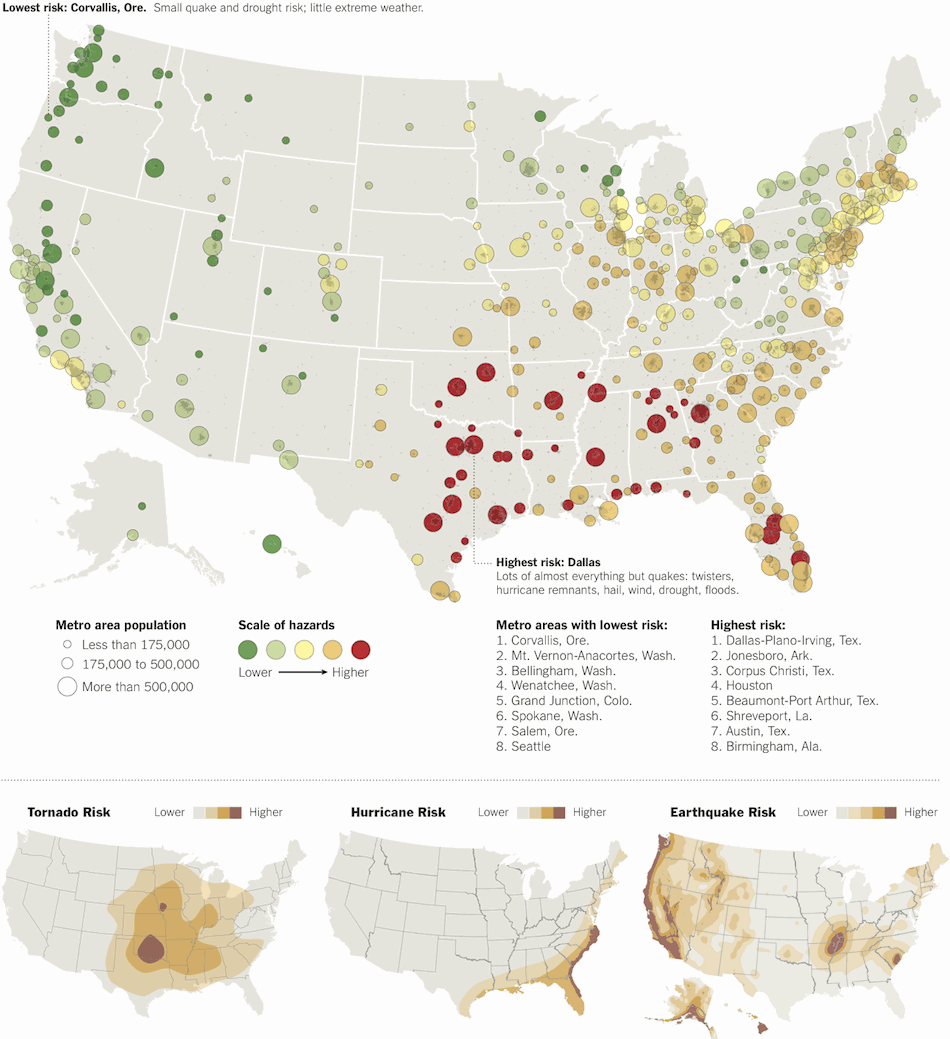 Lowest risk: Corvallis, Ore. Small quake and drought risk; little extreme weather.
Highest risk: Dallas
Lots of almost everything but quakes: twisters,
hurricane remnants, hail, wind, drought, floods.
Metro area population
Less than 175,000
175,000 to 500,000
More than 500,000
Scale of hazards
Lower Higher
Metro areas with lowest risk:
1. Corvallis, Ore.
2. Mt. Vernon-Anacortes, Wash.
3. Bellingham, Wash.
4. Wenatchee, Wash.
5. Grand Junction, Colo.
6. Spokane, Wash.
7. Salem, Ore.
8. Seattle
Highest risk:
1. Dallas-Plano-Irving, Tex.
2. Jonesboro, Ark.
3. Corpus Christi, Tex.
4. Houston
5. Beaumont-Port Arthur, Tex.
6. Shreveport, La.
7. Austin, Tex.
8. Birmingham, Ala.
Tornado Risk Lower Higher
Hurricane Risk Lower Higher
Earthquake Risk Lower Higher